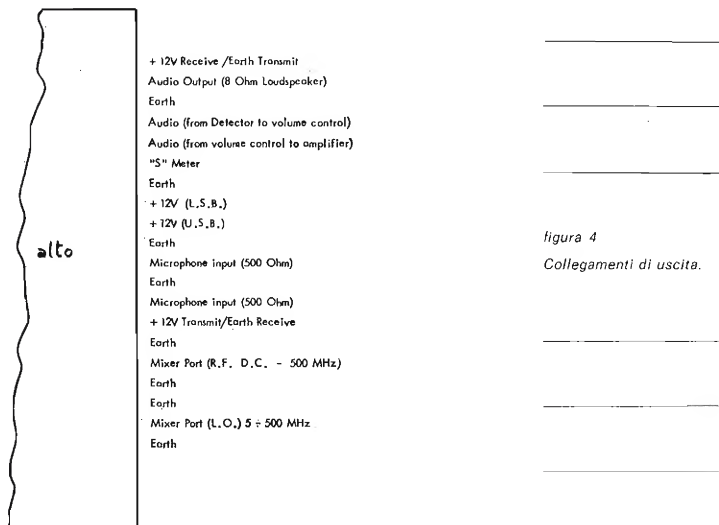 + 12V Receive /Earth Transmit
Audio Output (8 Ohm Loudspeaker)
Earth
Audio (from Detector to volume control)
Audio (from volume control to amplifier)
"S" Meter
Earth
+ 12V (L.S.B.)
+ 12V (U.S.B.)
Earth
Microphone input (500 Ohm)
Earth
Microphone input (500 Ohm)
+ 12V Transmit/Earth Receive
Earth
Mixer Port (R.F. D.C. - 500 MHz)
Earth
Earth
Mixer Port (L.O.) 5 ÷ 500 MHz
Earth
alto
figura 4
Collegamenti di uscita.